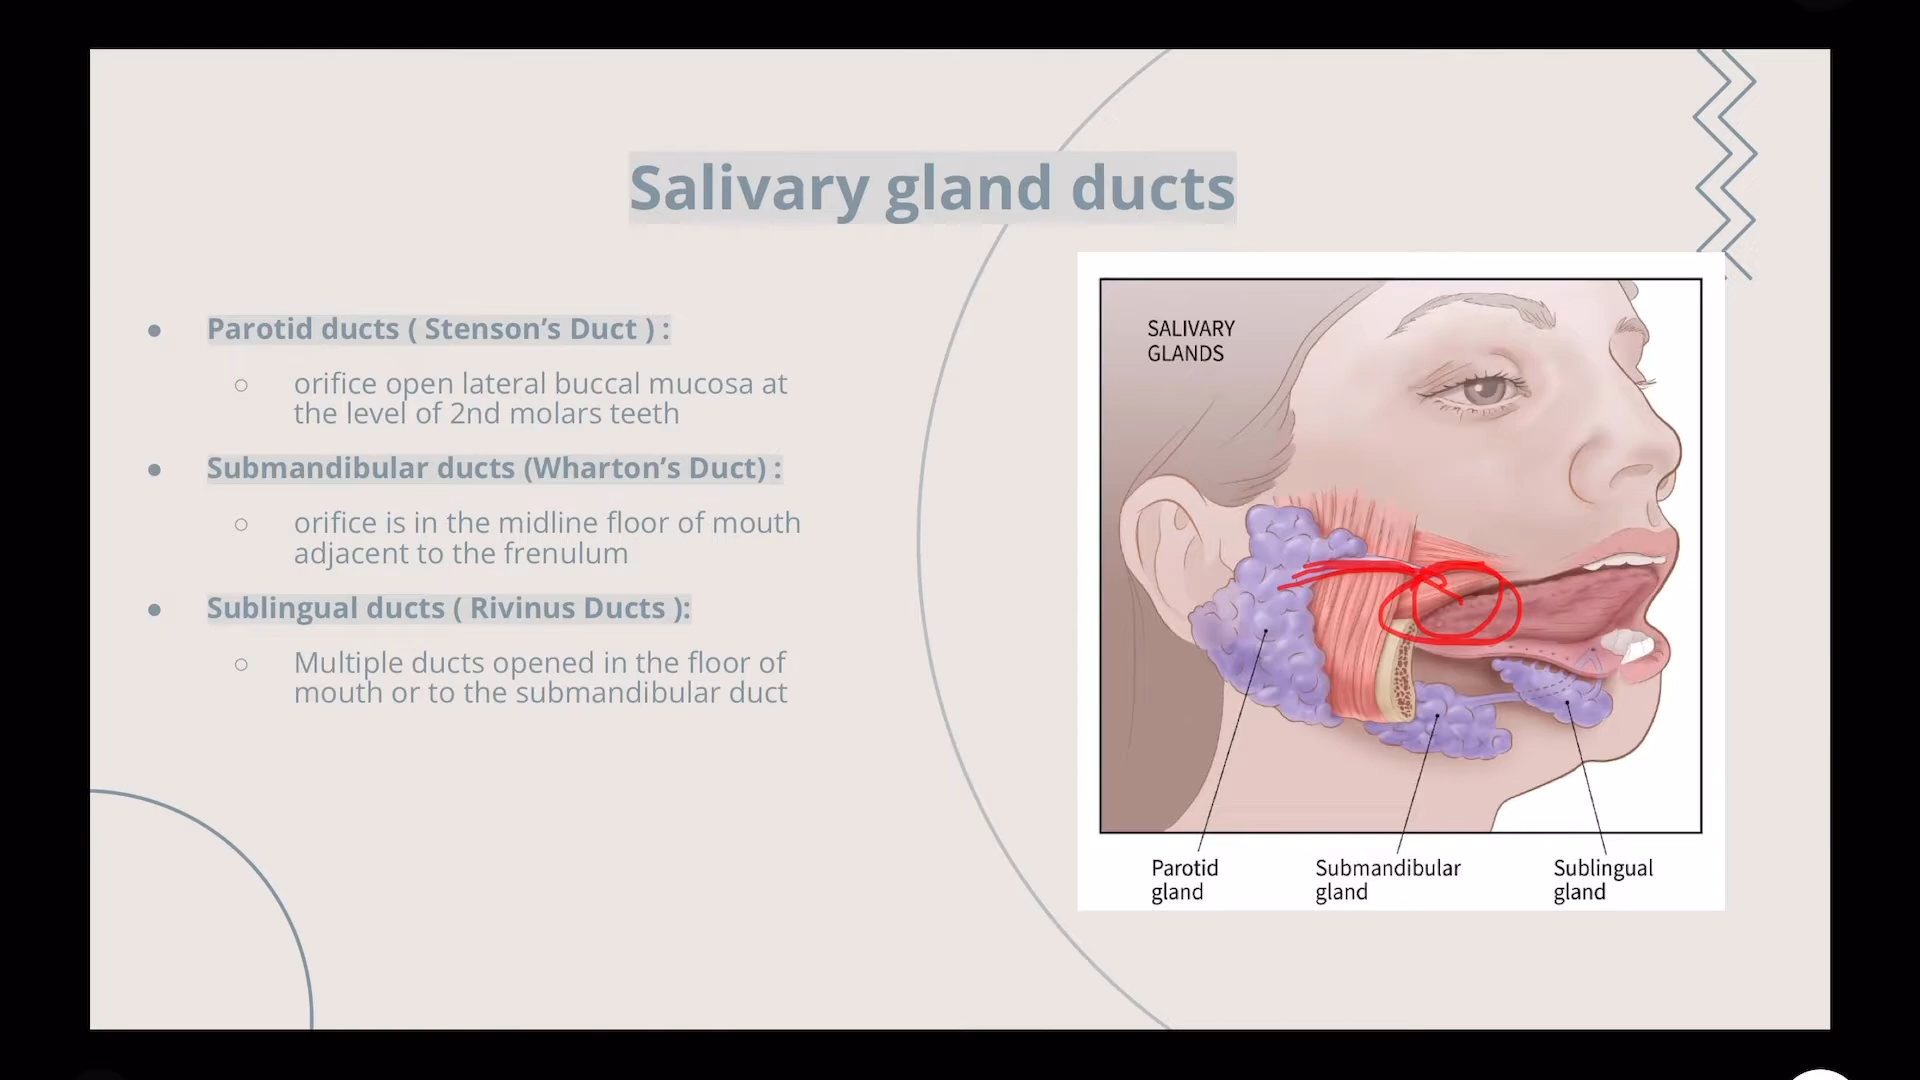 Salivary gland ducts
● Parotid ducts ( Stenson’s Duct ) :
○ orifice open lateral buccal mucosa at
the level of 2nd molars teeth
● Submandibular ducts (Wharton’s Duct) :
○ orifice is in the midline floor of mouth
adjacent to the frenulum
● Sublingual ducts ( Rivinus Ducts ):
○ Multiple ducts opened in the floor of
mouth or to the submandibular duct
SALIVARY
GLANDS
Parotid
gland
Submandibular
gland
Sublingual
gland